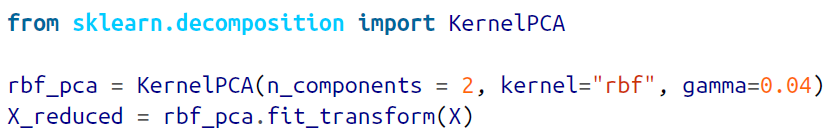 from sklearn.decomposition import KernelPCA
rbf_pca = KernelPCA(n_components = 2, kernel="rbf", gamma=0.04)
X_reduced = rbf_pca.fit_transform(X)